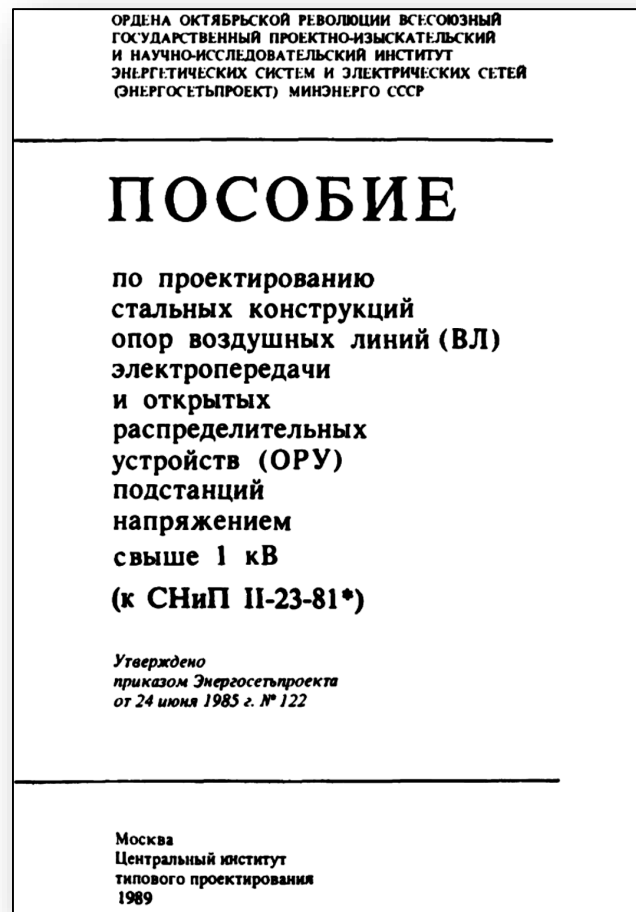 ОРДЕНА ОКТЯБРЬСКОЙ РЕВОЛЮЦИИ ВСЕСОЮЗНЫЙ
ГОСУДАРСТВЕННЫЙ ПРОЕКТНО-ИЗЫСКАТЕЛЬСКИЙ
И НАУЧНО-ИССЛЕДОВАТЕЛЬСКИЙ ИНСТИТУТ
ЭНЕРГЕТИЧЕСКИХ СИСТЕМ И ЭЛЕКТРИЧЕСКИХ СЕТЕЙ
(ЭНЕРГОСЕТЬПРОЕКТ) МИНЭНЕРГО СССР
ПОСОБИЕ
по проектированию
стальных конструкций
опор воздушных линий (ВЛ)
электропередачи
и открытых
распределительных
устройств (ОРУ)
подстанций
напряжением
свыше 1 кВ
(к СНиП II-23-81*)
Утверждено
приказом Энергосетьпроекта
от 24 июня 1985 г. № 122
Москва
Центральный институт
типового проектирования
1989